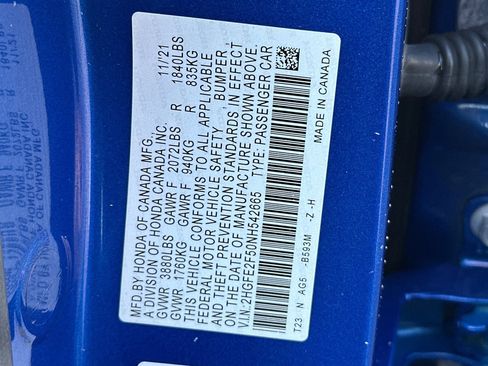 MFD.BY HONDA OF CANADA MFG. 11/21
A DIVISION OF HONDA CANADA INC.
GVWR 3880LBS GAWR F 2072LBS R 1840LBS
GVWR 1760KG GAWR F 940KG R 835KG
THIS VEHICLE CONFORMS TO ALL APPLICABLE
FEDERAL MOTOR VEHICLE SAFETY BUMPER,
AND THEFT PREVENTION STANDARDS IN EFFECT
ON THE DATE OF MANUFACTURE SHOWN ABOVE.
V.I.N:2HGFE2F50NH542665 TYPE: PASSENGER CAR
T23 N AG5 -B593M -Z -H MADE IN CANADA